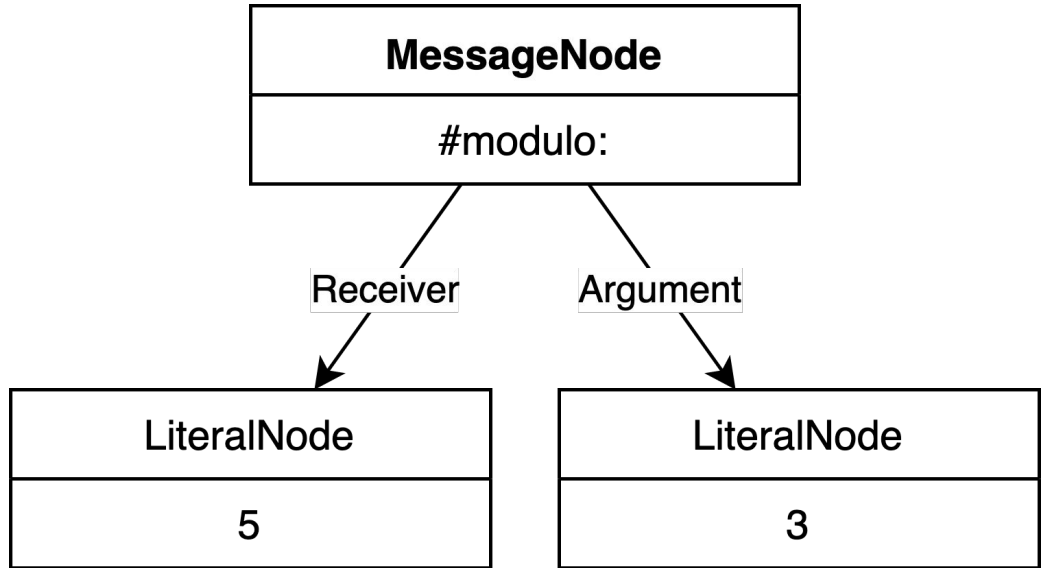 MessageNode
#modulo:
Receiver
Argument
LiteralNode
5
LiteralNode
3